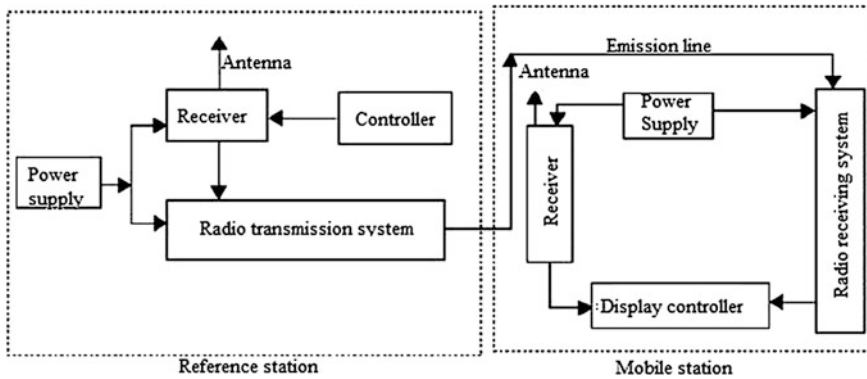 Antenna
Receiver
Controller
Power
supply
Radio transmission system
Reference station
Emission line
Antenna
Power
Supply
Receiver
Radio receiving system
:Display controller
Mobile station